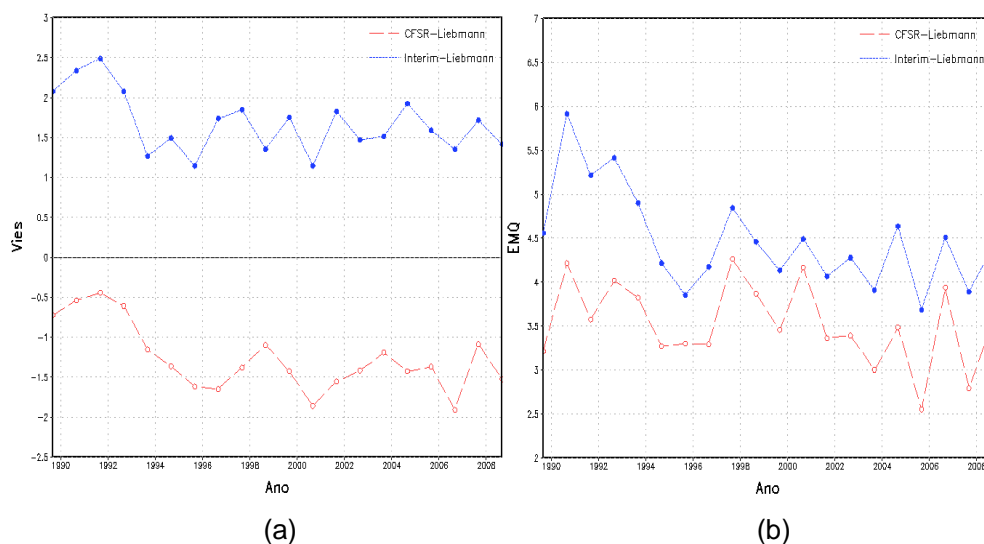 3
2.5
2
1.5
1
0.5
0
-0.5
-1
-1.5
-2
-2.5
Vies
CFSR-Liebmann
Interim-Liebmann
1990 1992 1994 1996 1998 2000 2002 2004 2006 2008
Ano
(a)
7
6.5
6
5.5
5
4.5
4
3.5
3
2.5
2
EMQ
CFSR-Liebmann
Interim-Liebmann
1990 1992 1994 1996 1998 2000 2002 2004 2006 2008
Ano
(b)